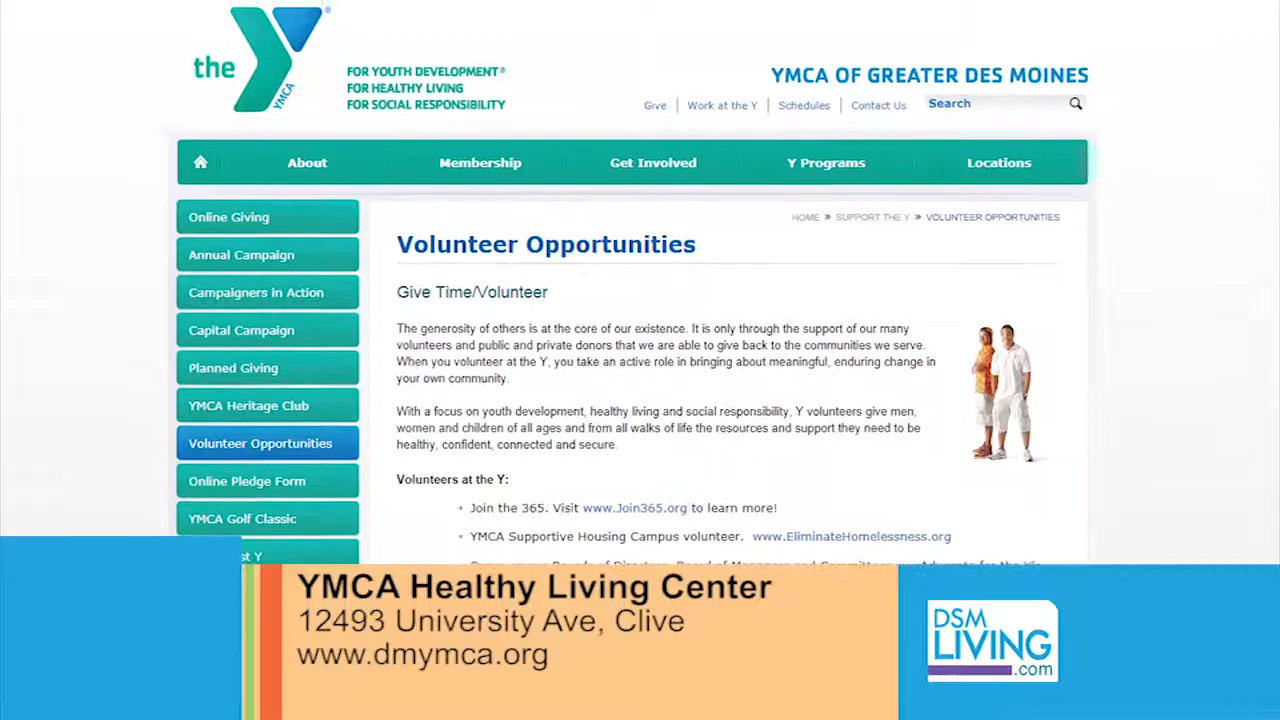 the
YMCA
FOR YOUTH DEVELOPMENT®
FOR HEALTHY LIVING
FOR SOCIAL RESPONSIBILITY
YMCA OF GREATER DES MOINES
Give | Work at the Y | Schedules | Contact Us
Search
About Membership Get Involved Y Programs Locations
Online Giving
Annual Campaign
Campaigners in Action
Capital Campaign
Planned Giving
YMCA Heritage Club
Volunteer Opportunities
Online Pledge Form
YMCA Golf Classic
st Y
HOME » SUPPORT THE Y » VOLUNTEER OPPORTUNITIES
Volunteer Opportunities
Give Time/Volunteer
The generosity of others is at the core of our existence. It is only through the support of our many
volunteers and public and private donors that we are able to give back to the communities we serve.
When you volunteer at the Y, you take an active role in bringing about meaningful, enduring change in
your own community.
With a focus on youth development, healthy living and social responsibility, Y volunteers give men,
women and children of all ages and from all walks of life the resources and support they need to be
healthy, confident, connected and secure.
Volunteers at the Y:
• Join the 365. Visit www.Join365.org to learn more!
• YMCA Supportive Housing Campus volunteer. www.EliminateHomelessness.org
YMCA Healthy Living Center
12493 University Ave, Clive
www.dmymca.org
DSM
LIVING
.com